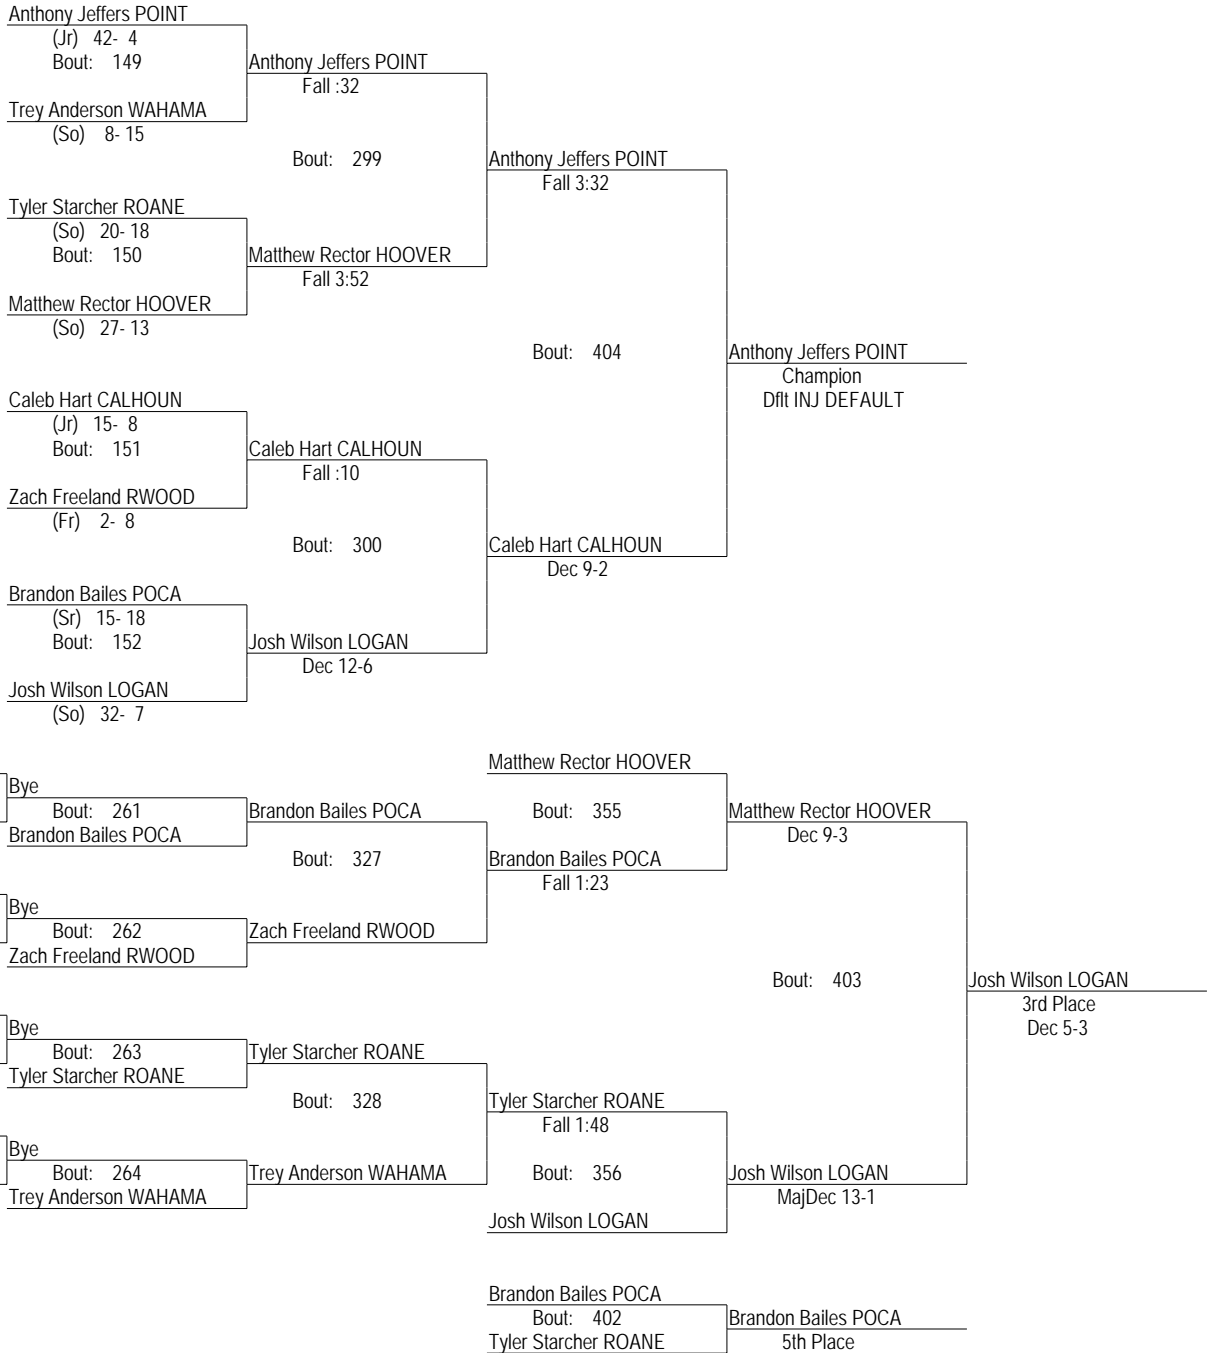 Anthony Jeffers POINT
(Jr) 42- 4
Bout: 149
Anthony Jeffers POINT
Fall :32
Trey Anderson WAHAMA
(So) 8- 15
Bout: 299
Anthony Jeffers POINT
Fall 3:32
Tyler Starcher ROANE
(So) 20- 18
Bout: 150
Matthew Rector HOOVER
Fall 3:52
Matthew Rector HOOVER
(So) 27- 13
Bout: 404
Anthony Jeffers POINT
Champion
Dflt INJ DEFAULT
Caleb Hart CALHOUN
(Jr) 15- 8
Bout: 151
Caleb Hart CALHOUN
Fall :10
Zach Freeland RWOOD
(Fr) 2- 8
Bout: 300
Caleb Hart CALHOUN
Dec 9-2
Brandon Bailes POCA
(Sr) 15- 18
Bout: 152
Josh Wilson LOGAN
Dec 12-6
Josh Wilson LOGAN
(So) 32- 7
Matthew Rector HOOVER
Bye
Bout: 261
Brandon Bailes POCA
Brandon Bailes POCA
Bout: 355
Matthew Rector HOOVER
Dec 9-3
Bout: 327
Brandon Bailes POCA
Fall 1:23
Bye
Bout: 262
Zach Freeland RWOOD
Zach Freeland RWOOD
Bout: 403
Josh Wilson LOGAN
3rd Place
Dec 5-3
Bye
Bout: 263
Tyler Starcher ROANE
Tyler Starcher ROANE
Bout: 328
Tyler Starcher ROANE
Fall 1:48
Bye
Bout: 264
Trey Anderson WAHAMA
Trey Anderson WAHAMA
Bout: 356
Josh Wilson LOGAN
MajDec 13-1
Josh Wilson LOGAN
Brandon Bailes POCA
Bout: 402
Brandon Bailes POCA
Tyler Starcher ROANE
5th Place